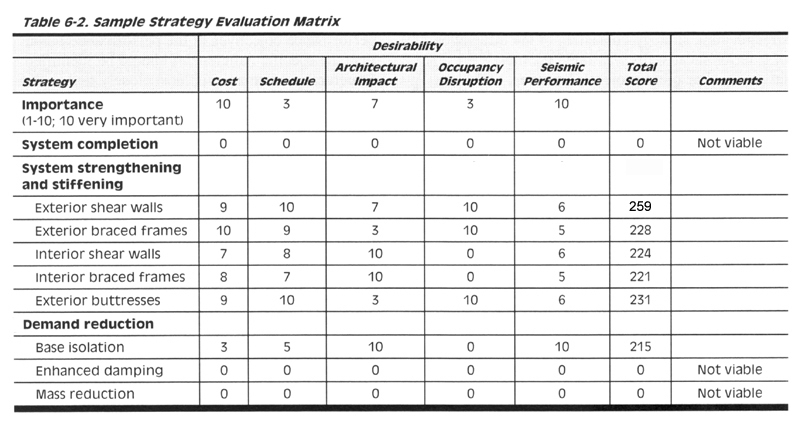 Table 6-2. Sample Strategy Evaluation Matrix
Desirability
Strategy Cost Schedule Architectural Impact Occupancy Disruption Seismic Performance Total Score Comments
Importance 10 3 7 3 10
(1-10; 10 very important)
System completion 0 0 0 0 0 0 Not viable
System strengthening
and stiffening
Exterior shear walls 9 10 7 10 6 259
Exterior braced frames 10 9 3 10 5 228
Interior shear walls 7 8 10 0 6 224
Interior braced frames 8 7 10 0 5 221
Exterior buttresses 9 10 3 10 6 231
Demand reduction
Base isolation 3 5 10 0 10 215
Enhanced damping 0 0 0 0 0 0 Not viable
Mass reduction 0 0 0 0 0 0 Not viable